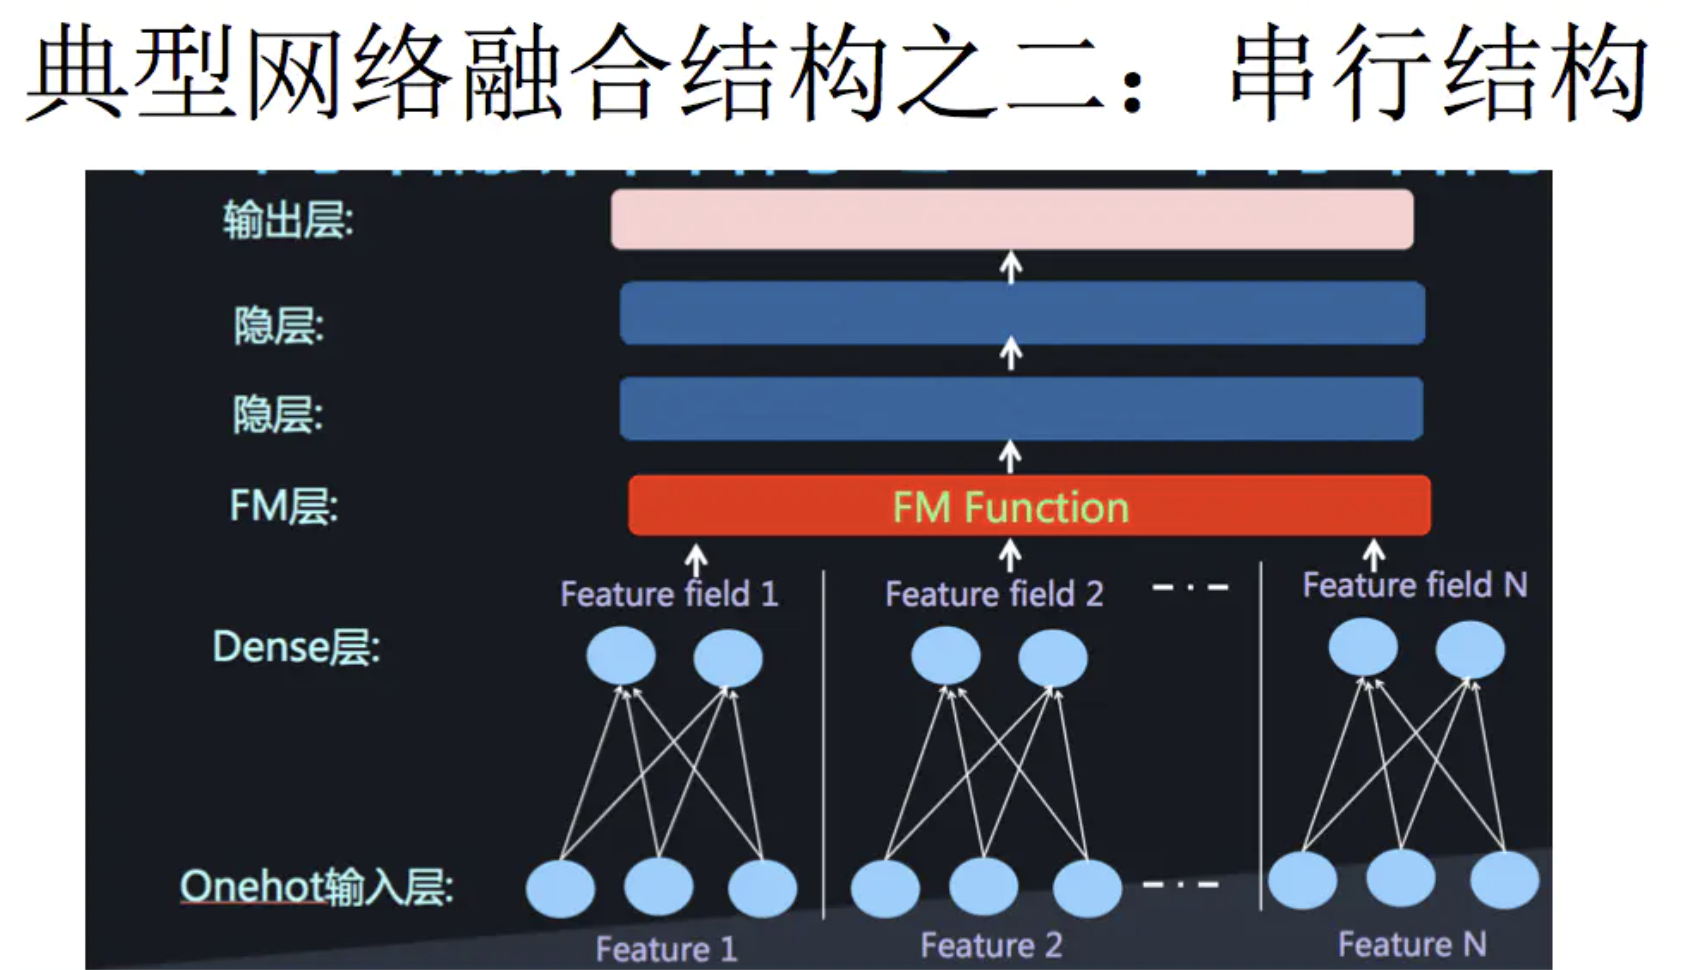 典型网络融合结构之二：串行结构
输出层:
隐层:
隐层:
FM层:
FM Function
Feature field 1
Feature field 2
Feature field N
Dense层:
Onehot输入层:
Feature 1
Feature 2
Feature N